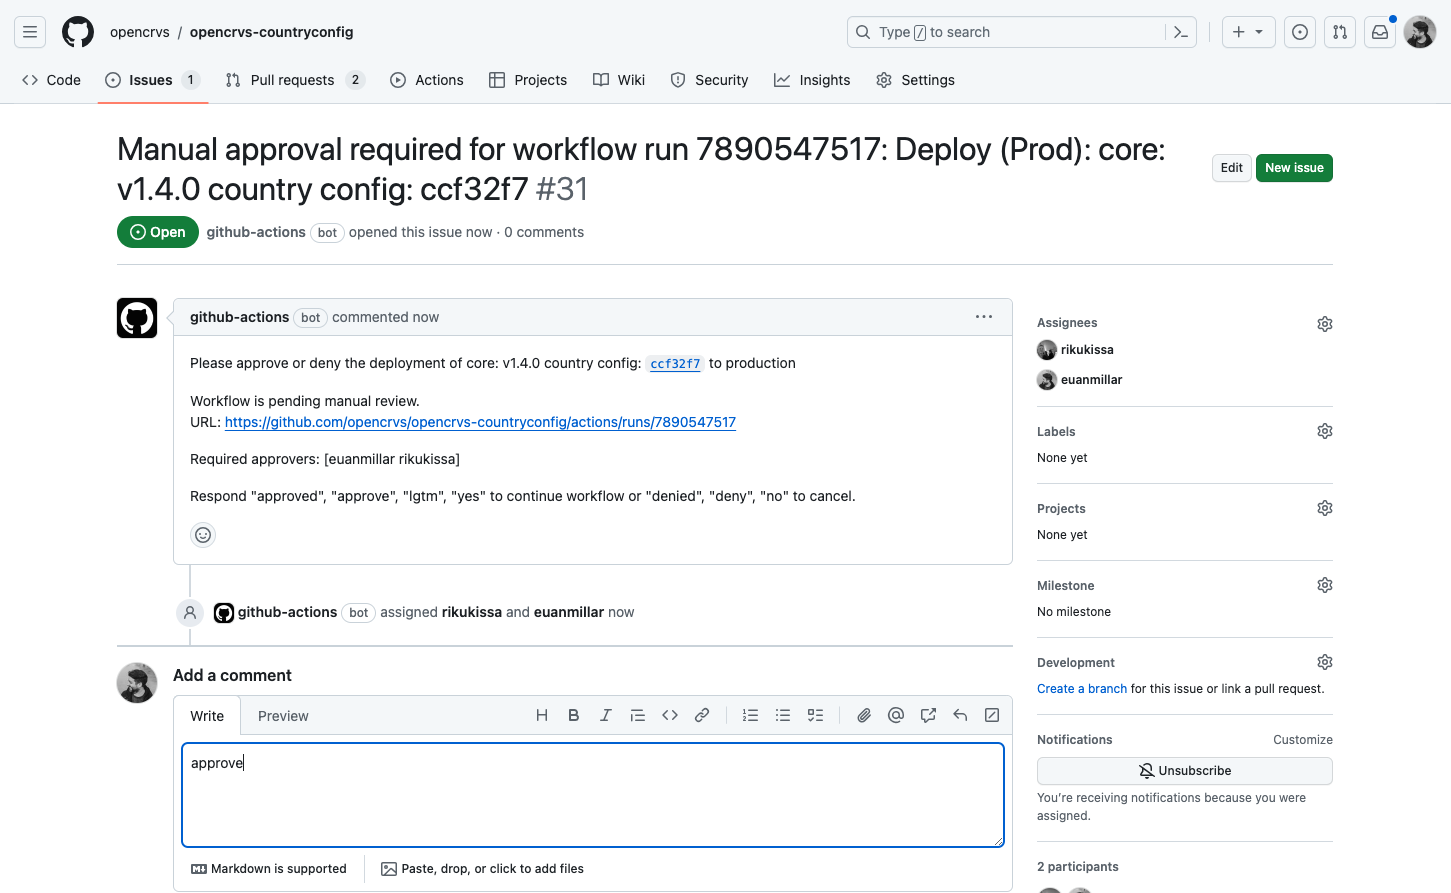 opencrvs / opencrvs-countryconfig
Type / to search
Code
Issues 1
Pull requests 2
Actions
Projects
Wiki
Security
Insights
Settings
Manual approval required for workflow run 7890547517: Deploy (Prod): core:
v1.4.0 country config: ccf32f7 #31
Edit
New issue
Open
github-actions bot opened this issue now · 0 comments
github-actions bot commented now
Please approve or deny the deployment of core: v1.4.0 country config: ccf32f7 to production
Workflow is pending manual review.
URL: https://github.com/opencrvs/opencrvs-countryconfig/actions/runs/7890547517
Required approvers: [euanmillar rikukissa]
Respond "approved", "approve", "lgtm", "yes" to continue workflow or "denied", "deny", "no" to cancel.
github-actions bot assigned rikukissa and euanmillar now
Add a comment
Write
Preview
approve
Markdown is supported
Paste, drop, or click to add files
Assignees
rikukissa
euanmillar
Labels
None yet
Projects
None yet
Milestone
No milestone
Development
Create a branch for this issue or link a pull request.
Notifications
Customize
Unsubscribe
You're receiving notifications because you were
assigned.
2 participants